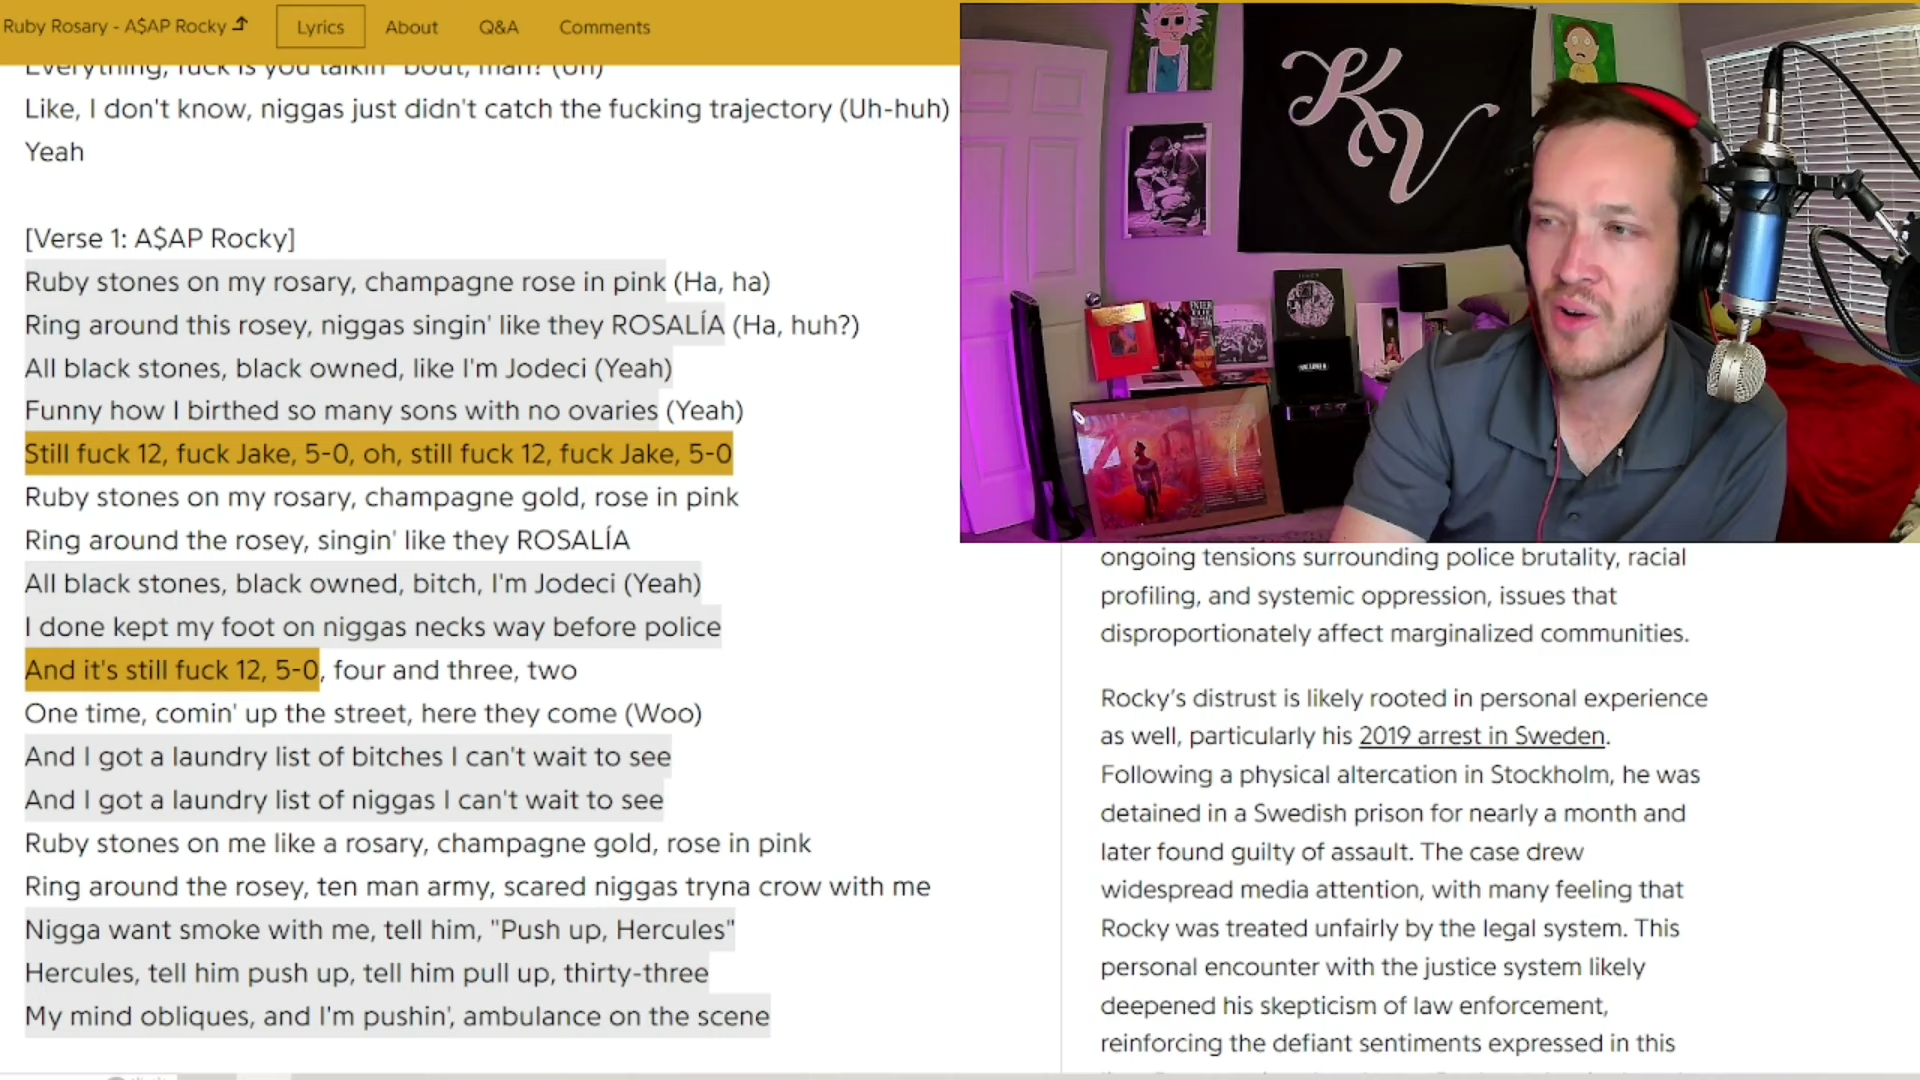 Ruby Rosary - A$AP Rocky
Lyrics
About
Q&A
Comments
Everything, fuck is you talkin' 'bout, man? (Uh)
Like, I don't know, niggas just didn't catch the fucking trajectory (Uh-huh)
Yeah
[Verse 1: A$AP Rocky]
Ruby stones on my rosary, champagne rose in pink (Ha, ha)
Ring around this rosey, niggas singin' like they ROSALÍA (Ha, huh?)
All black stones, black owned, like I'm Jodeci (Yeah)
Funny how I birthed so many sons with no ovaries (Yeah)
Still fuck 12, fuck Jake, 5-0, oh, still fuck 12, fuck Jake, 5-0
Ruby stones on my rosary, champagne gold, rose in pink
Ring around the rosey, singin' like they ROSALÍA
All black stones, black owned, bitch, I'm Jodeci (Yeah)
I done kept my foot on niggas necks way before police
And it's still fuck 12, 5-0, four and three, two
One time, comin' up the street, here they come (Woo)
And I got a laundry list of bitches I can't wait to see
And I got a laundry list of niggas I can't wait to see
Ruby stones on me like a rosary, champagne gold, rose in pink
Ring around the rosey, ten man army, scared niggas tryna crow with me
Nigga want smoke with me, tell him, "Push up, Hercules"
Hercules, tell him push up, tell him pull up, thirty-three
My mind obliques, and I'm pushin', ambulance on the scene
KV
ongoing tensions surrounding police brutality, racial
profiling, and systemic oppression, issues that
disproportionately affect marginalized communities.
Rocky's distrust is likely rooted in personal experience
as well, particularly his 2019 arrest in Sweden.
Following a physical altercation in Stockholm, he was
detained in a Swedish prison for nearly a month and
later found guilty of assault. The case drew
widespread media attention, with many feeling that
Rocky was treated unfairly by the legal system. This
personal encounter with the justice system likely
deepened his skepticism of law enforcement,
reinforcing the defiant sentiments expressed in this